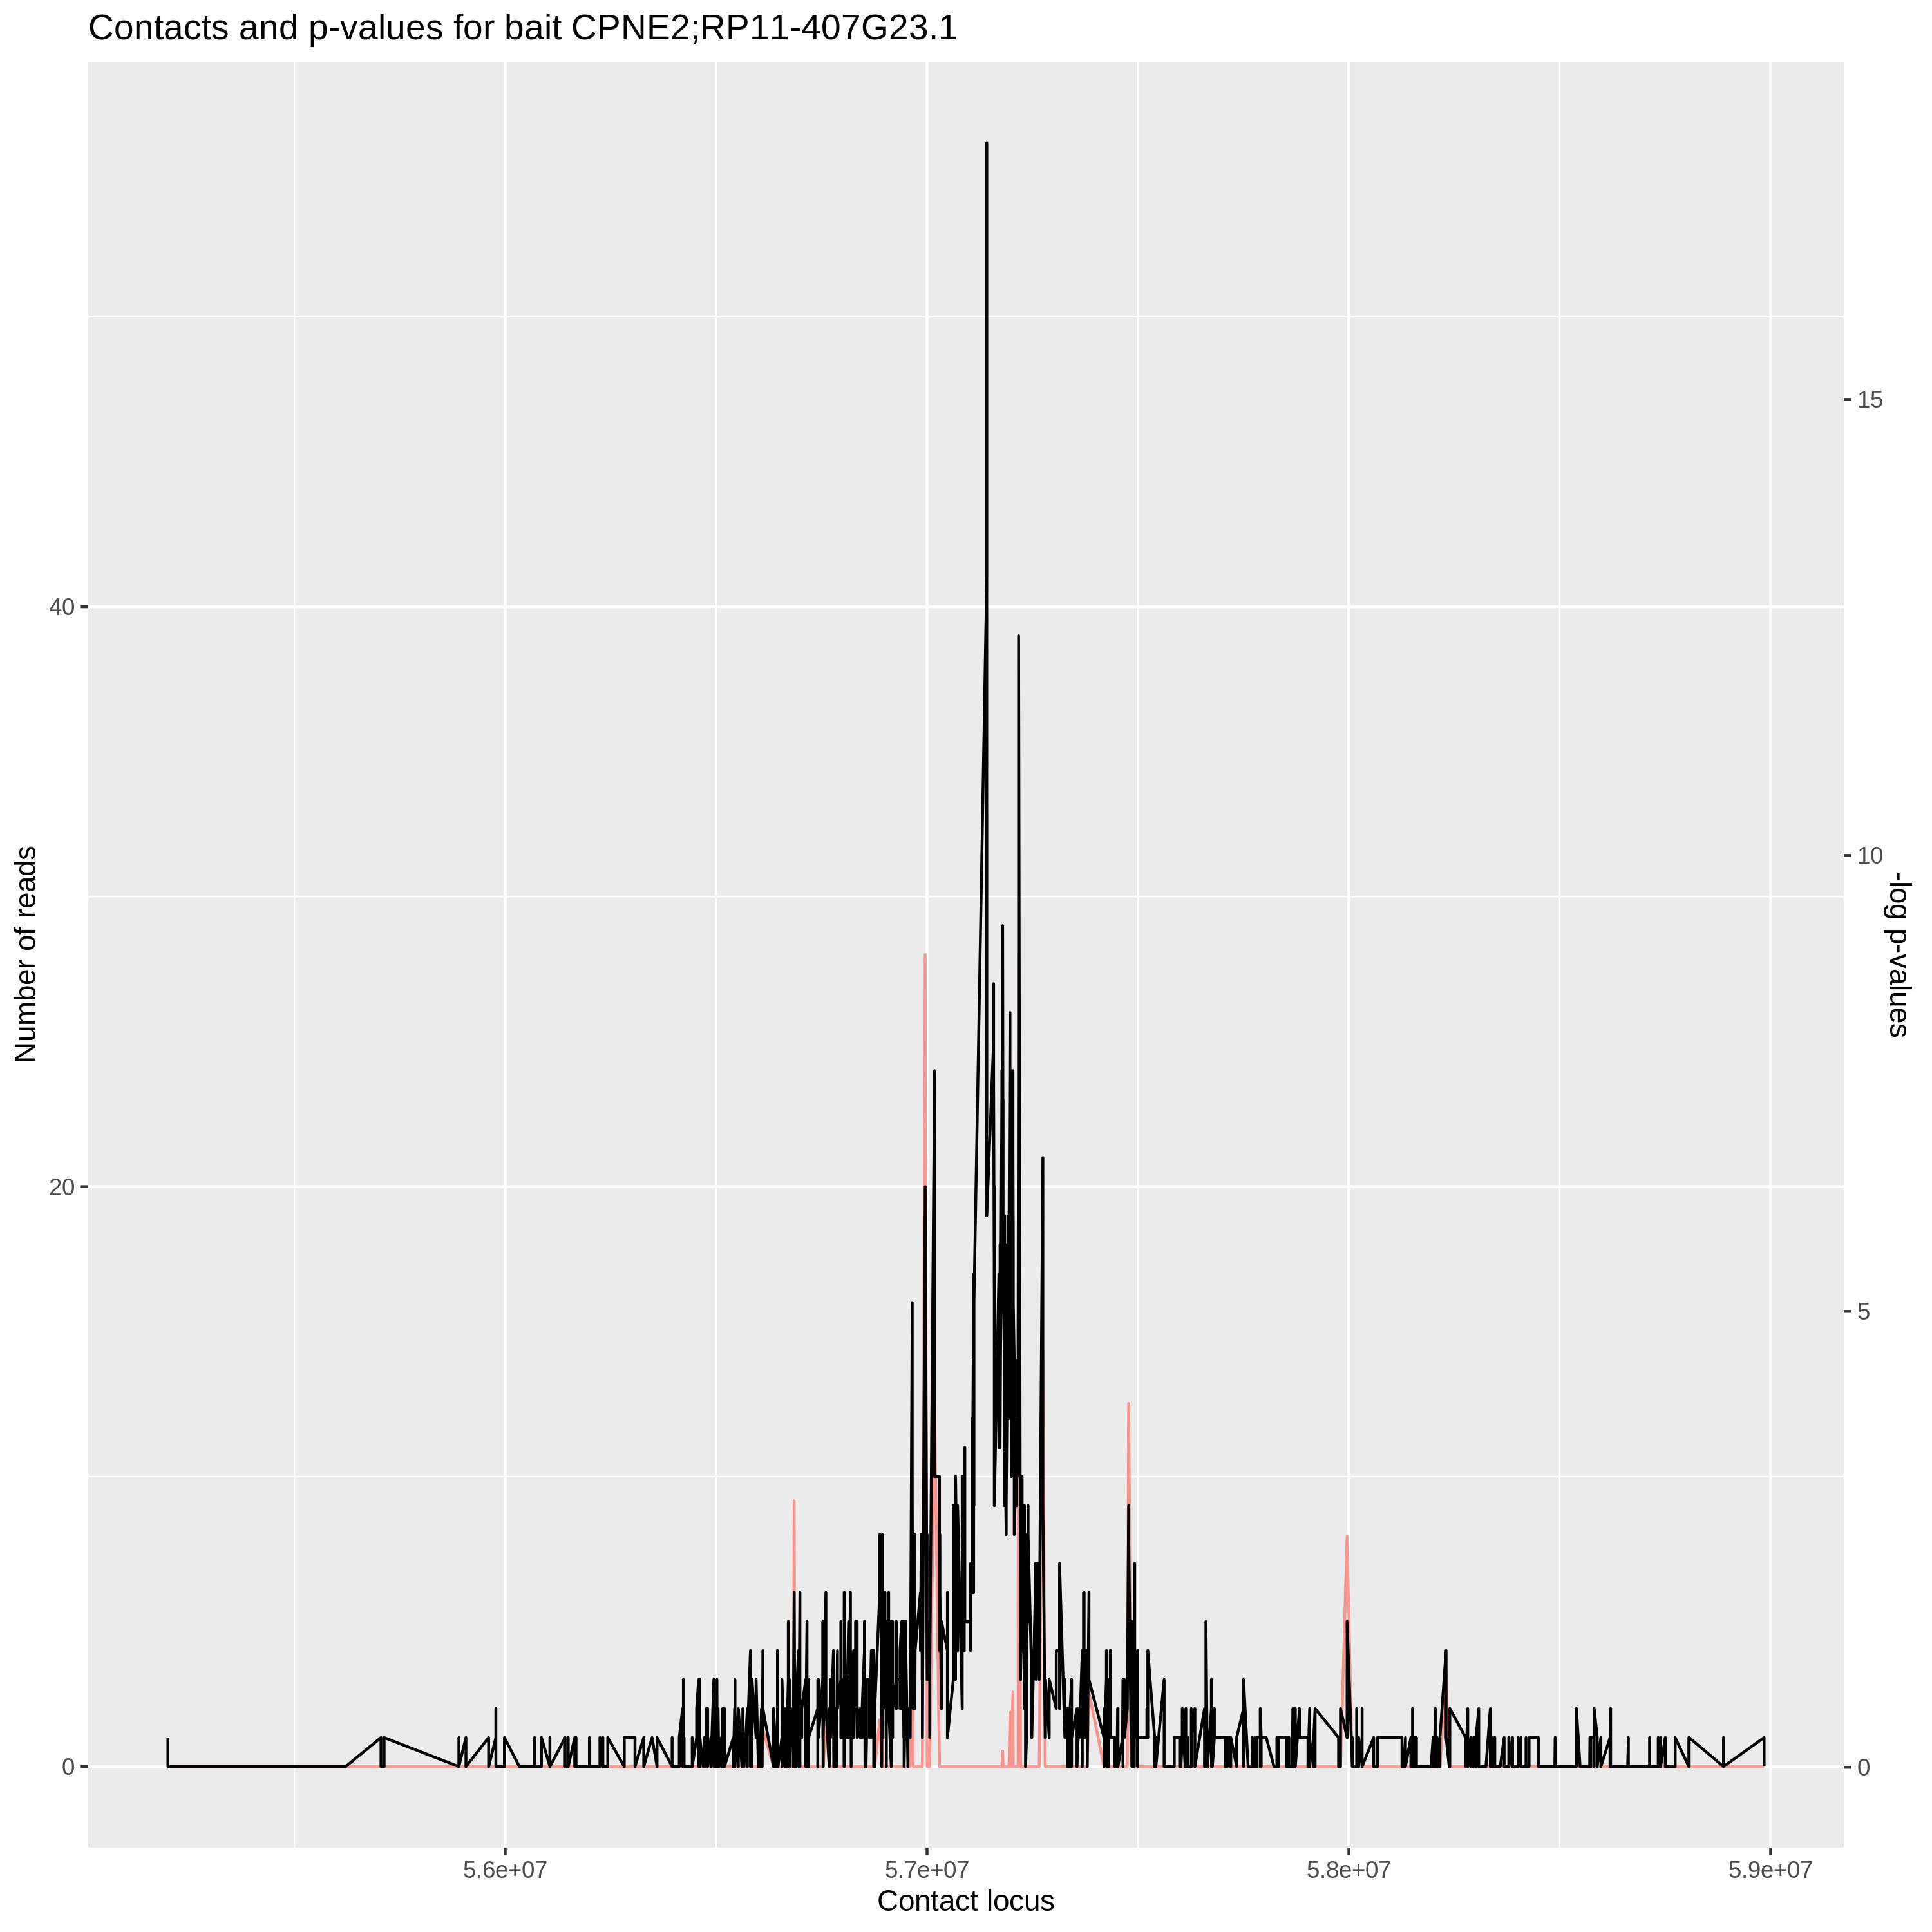 Contacts and p-values for bait CPNE2;RP11-407G23.1
Number of reads
40
20
0
15
10
5
0
-log p-values
5.6e+07 5.7e+07 5.8e+07 5.9e+07
Contact locus